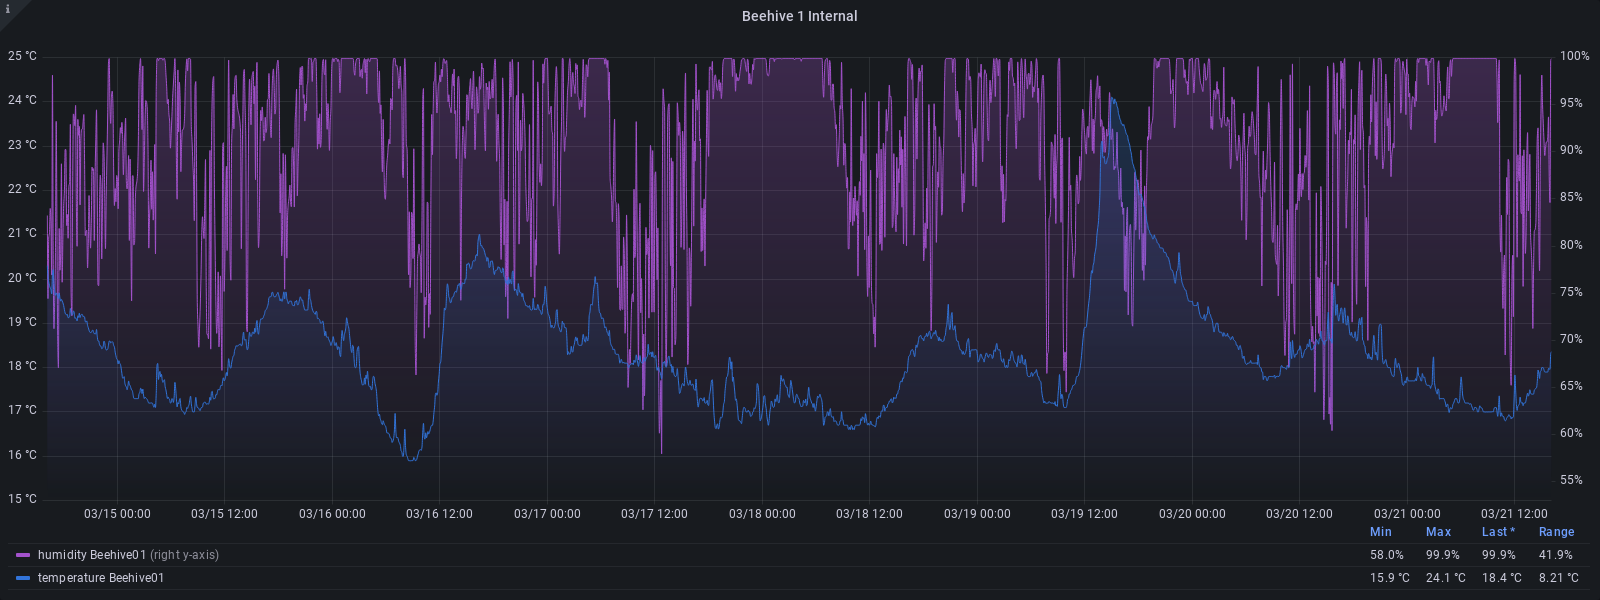 i
Beehive 1 Internal
25 °C 100%
24 °C 95%
23 °C 90%
22 °C 85%
21 °C 80%
20 °C 75%
19 °C 70%
18 °C 65%
17 °C 60%
16 °C 55%
15 °C
03/15 00:00 03/15 12:00 03/16 00:00 03/16 12:00 03/17 00:00 03/17 12:00 03/18 00:00 03/18 12:00 03/19 00:00 03/19 12:00 03/20 00:00 03/20 12:00 03/21 00:00 03/21 12:00
Min Max Last * Range
humidity Beehive01 (right y-axis) 58.0% 99.9% 99.9% 41.9%
temperature Beehive01 15.9 °C 24.1 °C 18.4 °C 8.21 °C